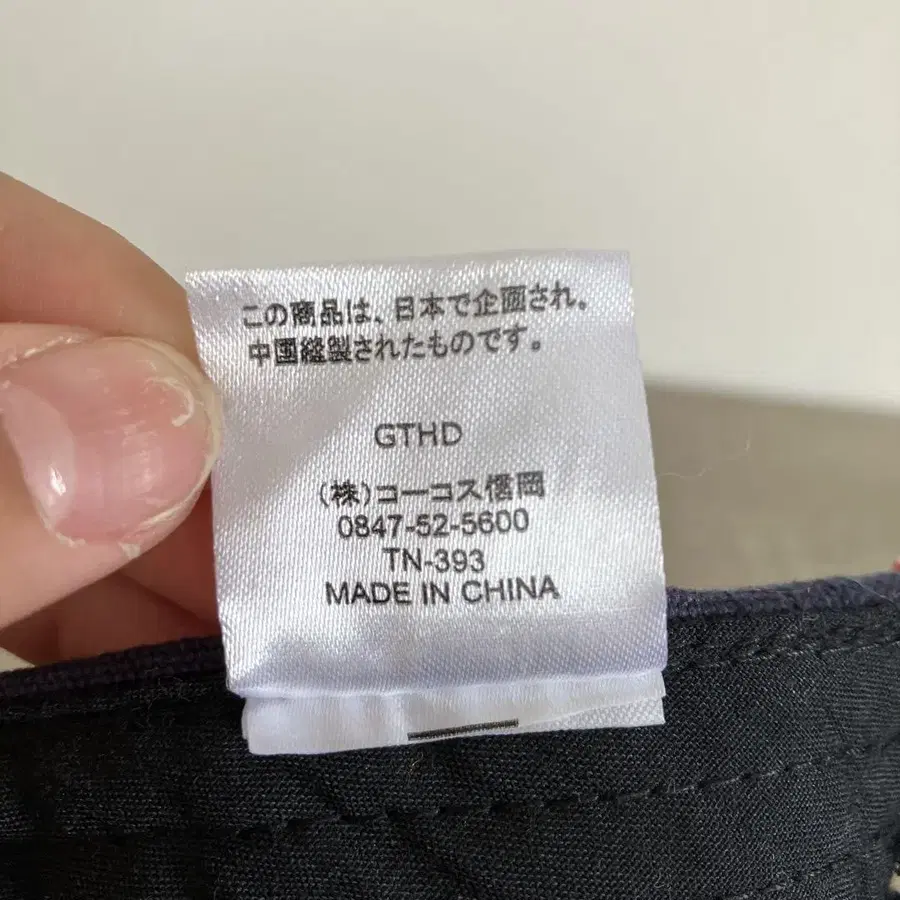 この商品は、日本で企画され。
中国縫製されたものです。
GTHD
(株)コーコス信岡
0847-52-5600
TN-393
MADE IN CHINA